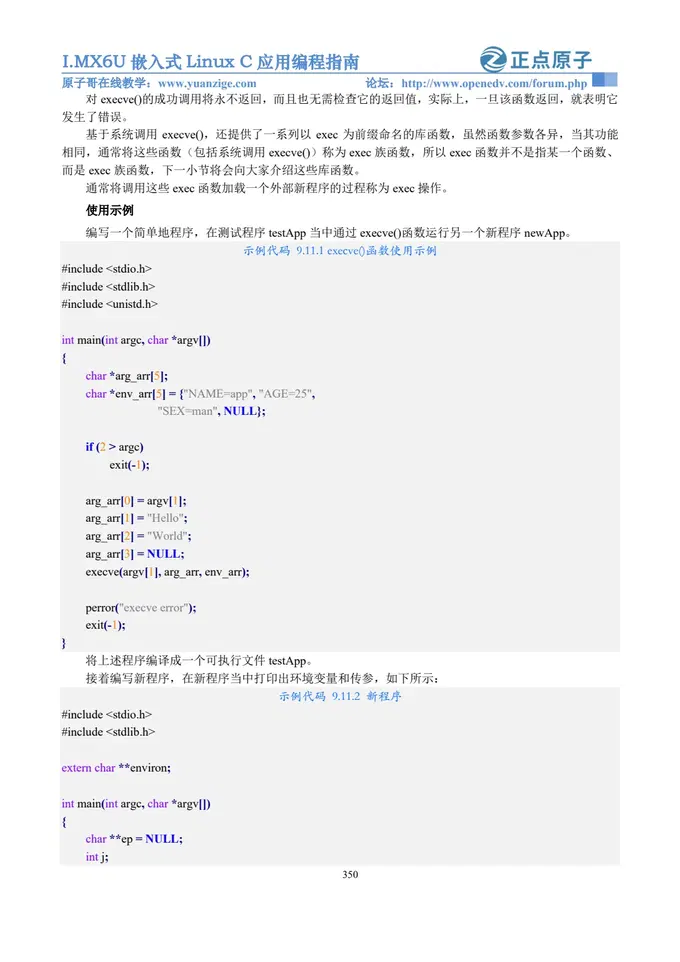 I.MX6U 嵌入式 Linux C 应用编程指南
正点原子
原子哥在线教学：www.yuanzige.com 论坛：http://www.openedv.com/forum.php
对 execve()的成功调用将永不返回，而且也无需检查它的返回值，实际上，一旦该函数返回，就表明它
发生了错误。
基于系统调用 execve()，还提供了一系列以 exec 为前缀命名的库函数，虽然函数参数各异，当其功能
相同，通常将这些函数（包括系统调用 execve()）称为 exec 族函数，所以 exec 函数并不是指某一个函数、
而是 exec 族函数，下一小节将会向大家介绍这些库函数。
通常将调用这些 exec 函数加载一个外部新程序的过程称为 exec 操作。
使用示例
编写一个简单地程序，在测试程序 testApp 当中通过 execve()函数运行另一个新程序 newApp。
示例代码 9.11.1 execve()函数使用示例
#include <stdio.h>
#include <stdlib.h>
#include <unistd.h>
int main(int argc, char *argv[])
{
char *arg_arr[5];
char *env_arr[5] = {"NAME=app", "AGE=25",
"SEX=man", NULL};
if (2 > argc)
exit(-1);
arg_arr[0] = argv[1];
arg_arr[1] = "Hello";
arg_arr[2] = "World";
arg_arr[3] = NULL;
execve(argv[1], arg_arr, env_arr);
perror("execve error");
exit(-1);
}
将上述程序编译成一个可执行文件 testApp。
接着编写新程序，在新程序当中打印出环境变量和传参，如下所示：
示例代码 9.11.2 新程序
#include <stdio.h>
#include <stdlib.h>
extern char **environ;
int main(int argc, char *argv[])
{
char **ep = NULL;
int j;
350